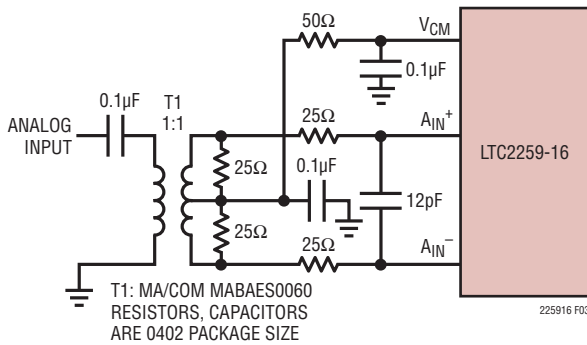 50Ω
VCM
0.1µF
0.1µF
T1
1:1
25Ω
AIN+
ANALOG
INPUT
25Ω
0.1µF
LTC2259-16
12pF
25Ω
25Ω
AIN–
T1: MA/COM MABAES0060
RESISTORS, CAPACITORS
ARE 0402 PACKAGE SIZE
225916 F03